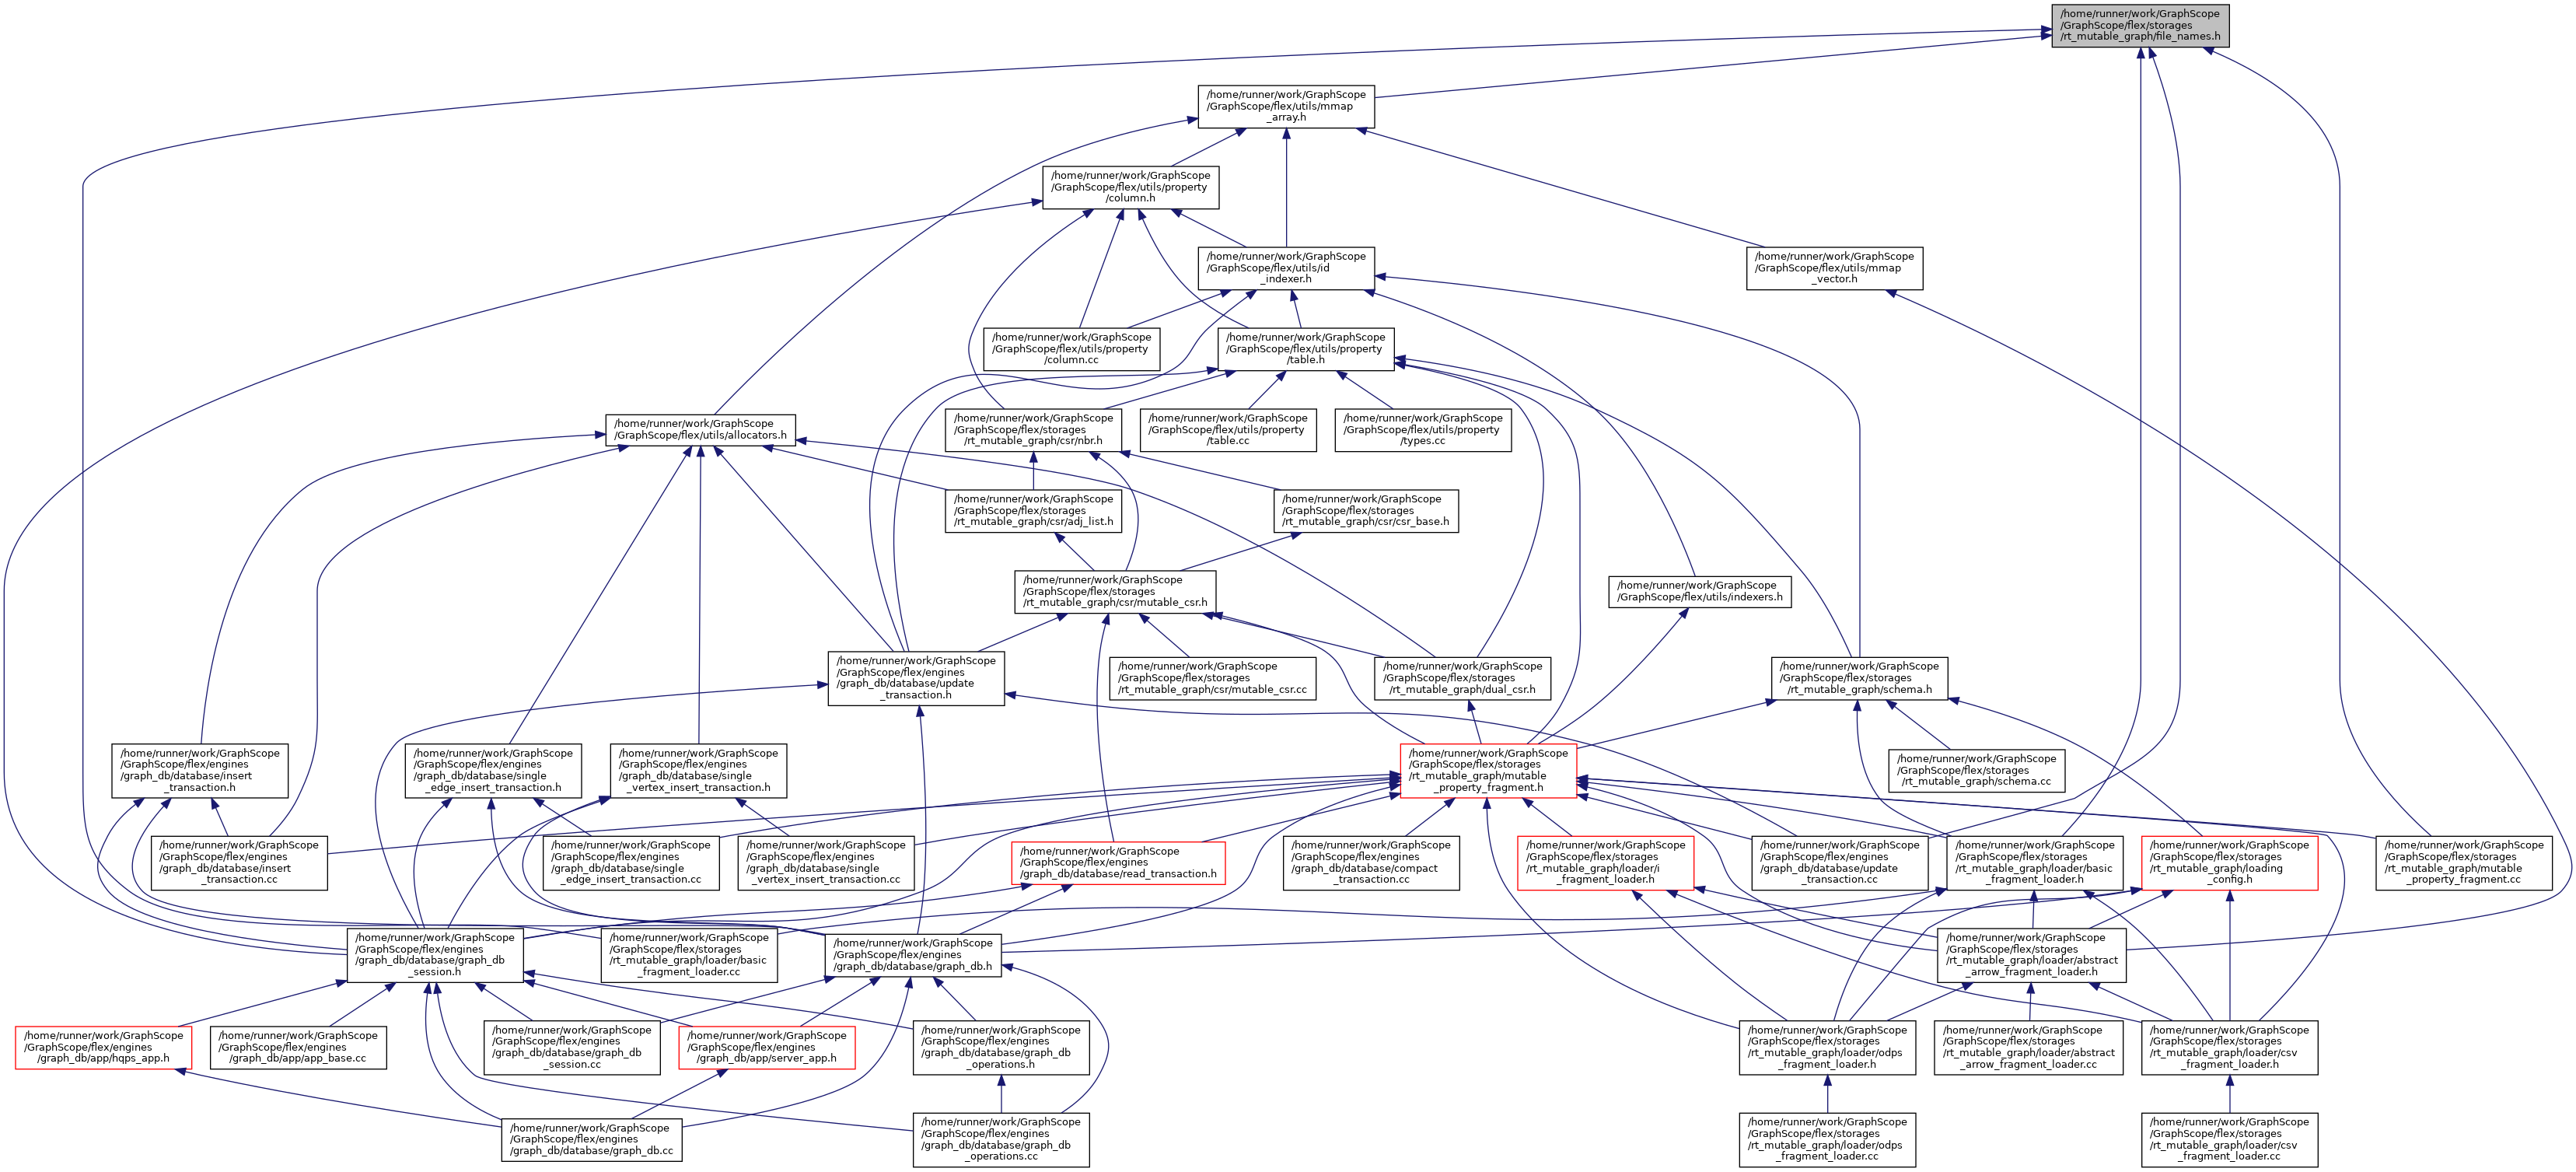 /home/runner/work/GraphScope
/GraphScope/flex/storages
/rt_mutable_graph/file_names.h
/home/runner/work/GraphScope
/GraphScope/flex/utils/mmap
_array.h
/home/runner/work/GraphScope
/GraphScope/flex/utils/property
/column.h
/home/runner/work/GraphScope
/GraphScope/flex/utils/id
_indexer.h
/home/runner/work/GraphScope
/GraphScope/flex/utils/mmap
_vector.h
/home/runner/work/GraphScope
/GraphScope/flex/utils/property
/column.cc
/home/runner/work/GraphScope
/GraphScope/flex/utils/property
/table.h
/home/runner/work/GraphScope
/GraphScope/flex/utils/allocators.h
/home/runner/work/GraphScope
/GraphScope/flex/storages
/rt_mutable_graph/csr/nbr.h
/home/runner/work/GraphScope
/GraphScope/flex/utils/property
/table.cc
/home/runner/work/GraphScope
/GraphScope/flex/utils/property
/types.cc
/home/runner/work/GraphScope
/GraphScope/flex/storages
/rt_mutable_graph/csr/adj_list.h
/home/runner/work/GraphScope
/GraphScope/flex/storages
/rt_mutable_graph/csr/csr_base.h
/home/runner/work/GraphScope
/GraphScope/flex/storages
/rt_mutable_graph/csr/mutable_csr.h
/home/runner/work/GraphScope
/GraphScope/flex/utils/indexers.h
/home/runner/work/GraphScope
/GraphScope/flex/engines
/graph_db/database/update
_transaction.h
/home/runner/work/GraphScope
/GraphScope/flex/storages
/rt_mutable_graph/csr/mutable_csr.cc
/home/runner/work/GraphScope
/GraphScope/flex/storages
/rt_mutable_graph/dual_csr.h
/home/runner/work/GraphScope
/GraphScope/flex/storages
/rt_mutable_graph/schema.h
/home/runner/work/GraphScope
/GraphScope/flex/engines
/graph_db/database/insert
_transaction.h
/home/runner/work/GraphScope
/GraphScope/flex/engines
/graph_db/database/single
_edge_insert_transaction.h
/home/runner/work/GraphScope
/GraphScope/flex/engines
/graph_db/database/single
_vertex_insert_transaction.h
/home/runner/work/GraphScope
/GraphScope/flex/storages
/rt_mutable_graph/mutable
_property_fragment.h
/home/runner/work/GraphScope
/GraphScope/flex/storages
/rt_mutable_graph/schema.cc
/home/runner/work/GraphScope
/GraphScope/flex/engines
/graph_db/database/insert
_transaction.cc
/home/runner/work/GraphScope
/GraphScope/flex/engines
/graph_db/database/single
_edge_insert_transaction.cc
/home/runner/work/GraphScope
/GraphScope/flex/engines
/graph_db/database/single
_vertex_insert_transaction.cc
/home/runner/work/GraphScope
/GraphScope/flex/engines
/graph_db/database/read_transaction.h
/home/runner/work/GraphScope
/GraphScope/flex/engines
/graph_db/database/compact
_transaction.cc
/home/runner/work/GraphScope
/GraphScope/flex/storages
/rt_mutable_graph/loader/i
_fragment_loader.h
/home/runner/work/GraphScope
/GraphScope/flex/engines
/graph_db/database/update
_transaction.cc
/home/runner/work/GraphScope
/GraphScope/flex/storages
/rt_mutable_graph/loader/basic
_fragment_loader.h
/home/runner/work/GraphScope
/GraphScope/flex/storages
/rt_mutable_graph/loading
_config.h
/home/runner/work/GraphScope
/GraphScope/flex/storages
/rt_mutable_graph/mutable
_property_fragment.cc
/home/runner/work/GraphScope
/GraphScope/flex/engines
/graph_db/database/graph_db
_session.h
/home/runner/work/GraphScope
/GraphScope/flex/storages
/rt_mutable_graph/loader/basic
_fragment_loader.cc
/home/runner/work/GraphScope
/GraphScope/flex/engines
/graph_db/database/graph_db.h
/home/runner/work/GraphScope
/GraphScope/flex/storages
/rt_mutable_graph/loader/abstract
_arrow_fragment_loader.h
/home/runner/work/GraphScope
/GraphScope/flex/engines
/graph_db/app/hqps_app.h
/home/runner/work/GraphScope
/GraphScope/flex/engines
/graph_db/app/app_base.cc
/home/runner/work/GraphScope
/GraphScope/flex/engines
/graph_db/database/graph_db
_session.cc
/home/runner/work/GraphScope
/GraphScope/flex/engines
/graph_db/app/server_app.h
/home/runner/work/GraphScope
/GraphScope/flex/engines
/graph_db/database/graph_db
_operations.h
/home/runner/work/GraphScope
/GraphScope/flex/storages
/rt_mutable_graph/loader/odps
_fragment_loader.h
/home/runner/work/GraphScope
/GraphScope/flex/storages
/rt_mutable_graph/loader/abstract
_arrow_fragment_loader.cc
/home/runner/work/GraphScope
/GraphScope/flex/storages
/rt_mutable_graph/loader/csv
_fragment_loader.h
/home/runner/work/GraphScope
/GraphScope/flex/engines
/graph_db/database/graph_db.cc
/home/runner/work/GraphScope
/GraphScope/flex/engines
/graph_db/database/graph_db
_operations.cc
/home/runner/work/GraphScope
/GraphScope/flex/storages
/rt_mutable_graph/loader/odps
_fragment_loader.cc
/home/runner/work/GraphScope
/GraphScope/flex/storages
/rt_mutable_graph/loader/csv
_fragment_loader.cc